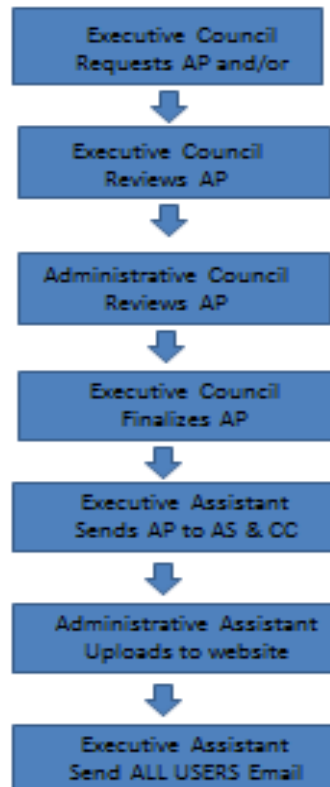 Executive Council
Requests AP and/or
Executive Council
Reviews AP
Administrative Council
Reviews AP
Executive Council
Finalizes AP
Executive Assistant
Sends AP to AS & CC
Administrative Assistant
Uploads to website
Executive Assistant
Send ALL USERS Email